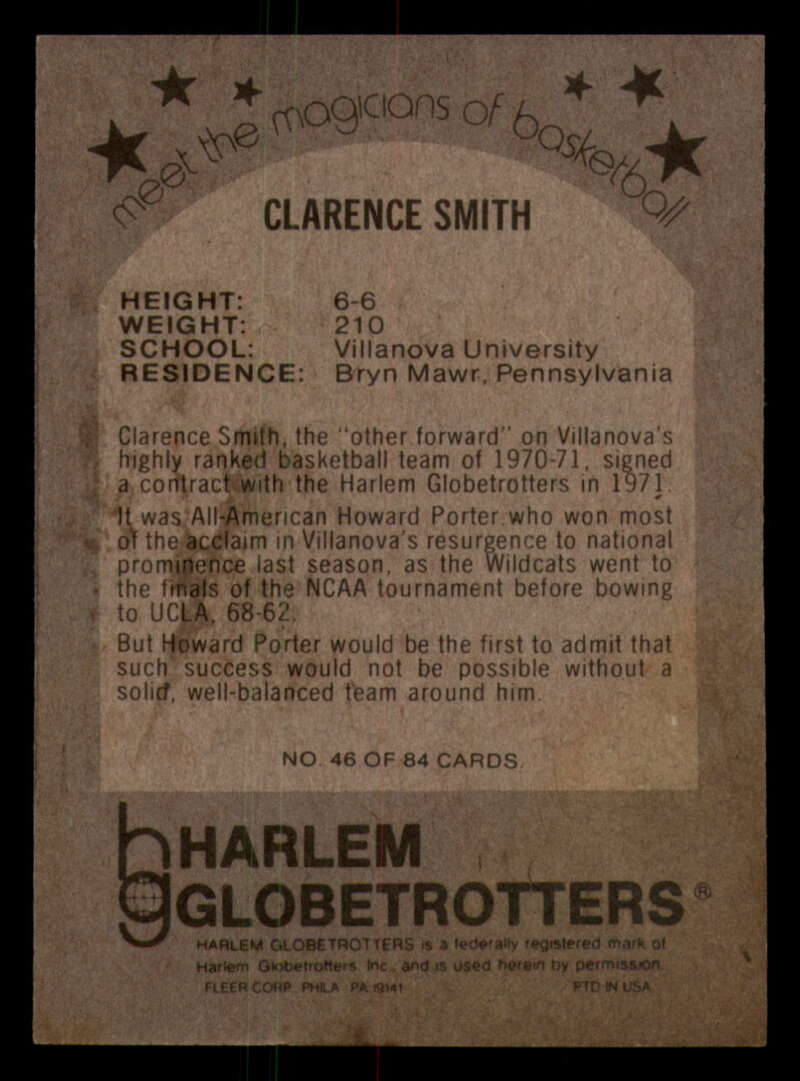 meet the magicians of basketball
CLARENCE SMITH
HEIGHT: 6-6
WEIGHT: 210
SCHOOL: Villanova University
RESIDENCE: Bryn Mawr, Pennsylvania
Clarence Smith, the "other forward" on Villanova's
highly ranked basketball team of 1970-71, signed
a contract with the Harlem Globetrotters in 1971.
It was All-American Howard Porter who won most
of the acclaim in Villanova's resurgence to national
prominence last season, as the Wildcats went to
the finals of the NCAA tournament before bowing
to UCLA, 68-62.
But Howard Porter would be the first to admit that
such success would not be possible without a
solid, well-balanced team around him.
NO. 46 OF 84 CARDS
hg HARLEM
GLOBETROTTERS®
HARLEM GLOBETROTTERS is a federally registered mark of
Harlem Globetrotters Inc., and is used herein by permission.
FLEER CORP. PHILA. PA 19141 PTD IN USA